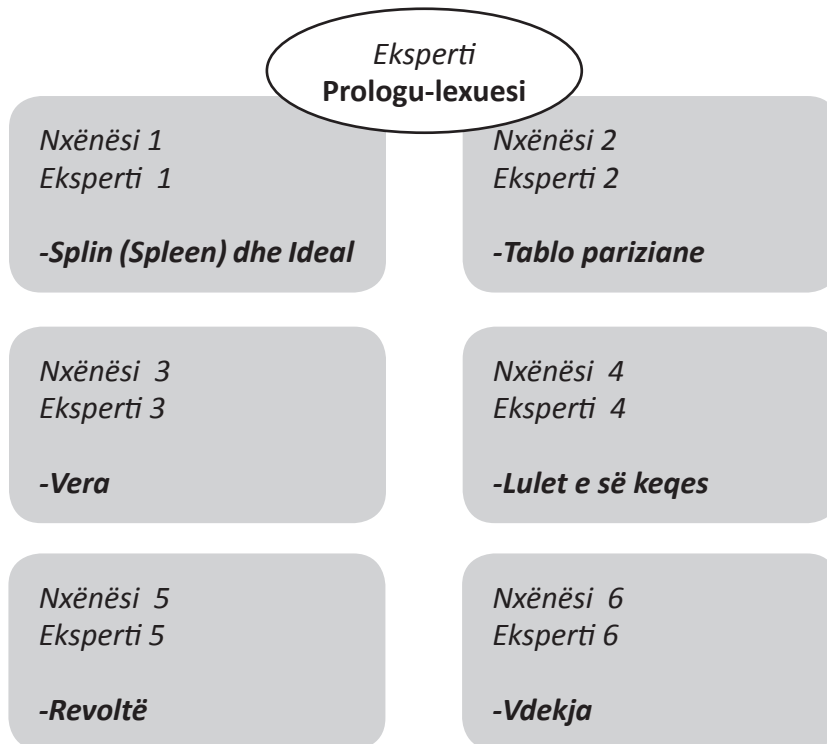 Eksperti
Prologu-lexuesi
Nxënësi 1
Eksperti 1
-Splin (Spleen) dhe Ideal
Nxënësi 2
Eksperti 2
-Tablo pariziane
Nxënësi 3
Eksperti 3
-Vera
Nxënësi 4
Eksperti 4
-Lulet e së keqes
Nxënësi 5
Eksperti 5
-Revoltë
Nxënësi 6
Eksperti 6
-Vdekja